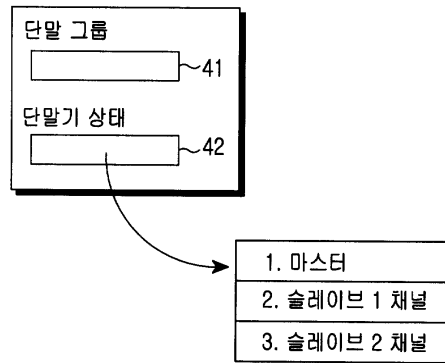 단말 그룹
41
단말기 상태
42
1. 마스터
2. 슬레이브 1 채널
3. 슬레이브 2 채널